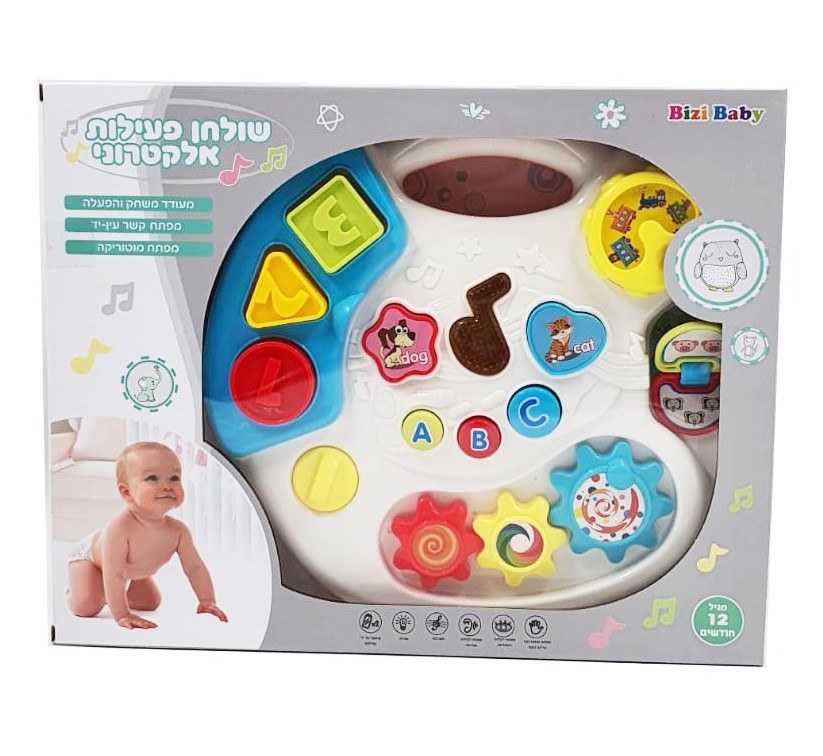 Bizi Baby
שולחן פעילות
אלקטרוני
מעודד משחק והפעלה
מפתח קשר עין-יד
מפתח מוטוריקה
dog
cat
A B C
מגיל
12
חודשים